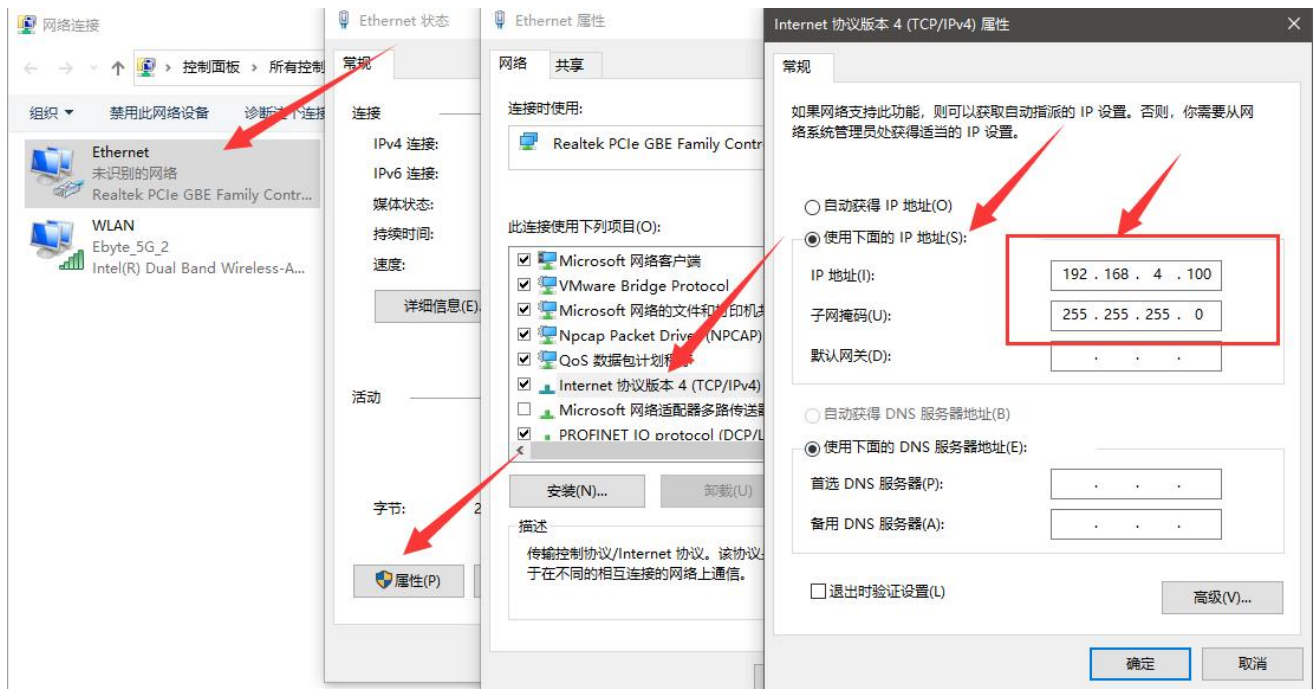 网络连接
控制面板 › 所有控制
组织 禁用此网络设备 诊断这个连接
Ethernet
未识别的网络
Realtek PCIe GBE Family Contr...
WLAN
Ebyte_5G_2
Intel(R) Dual Band Wireless-A...
Ethernet 状态
常规
连接
IPv4 连接:
IPv6 连接:
媒体状态:
持续时间:
速度:
详细信息(E)
活动
字节: 2
属性(P)
Ethernet 属性
网络 共享
连接时使用:
Realtek PCIe GBE Family Contr
此连接使用下列项目(O):
Microsoft 网络客户端
VMware Bridge Protocol
Microsoft 网络的文件和打印机共
Npcap Packet Driver (NPCAP)
QoS 数据包计划程序
Internet 协议版本 4 (TCP/IPv4)
Microsoft 网络适配器多路传送器
PROFINET IO protocol (DCP/L
安装(N)... 卸载(U)
描述
传输控制协议/Internet 协议。该协议
于在不同的相互连接的网络上通信。
Internet 协议版本 4 (TCP/IPv4) 属性
常规
如果网络支持此功能，则可以获取自动指派的 IP 设置。否则，你需要从网
络系统管理员处获得适当的 IP 设置。
自动获得 IP 地址(O)
使用下面的 IP 地址(S):
IP 地址(I): 192 . 168 . 4 . 100
子网掩码(U): 255 . 255 . 255 . 0
默认网关(D): . . .
自动获得 DNS 服务器地址(B)
使用下面的 DNS 服务器地址(E):
首选 DNS 服务器(P): . . .
备用 DNS 服务器(A): . . .
退出时验证设置(L)
高级(V)...
确定 取消